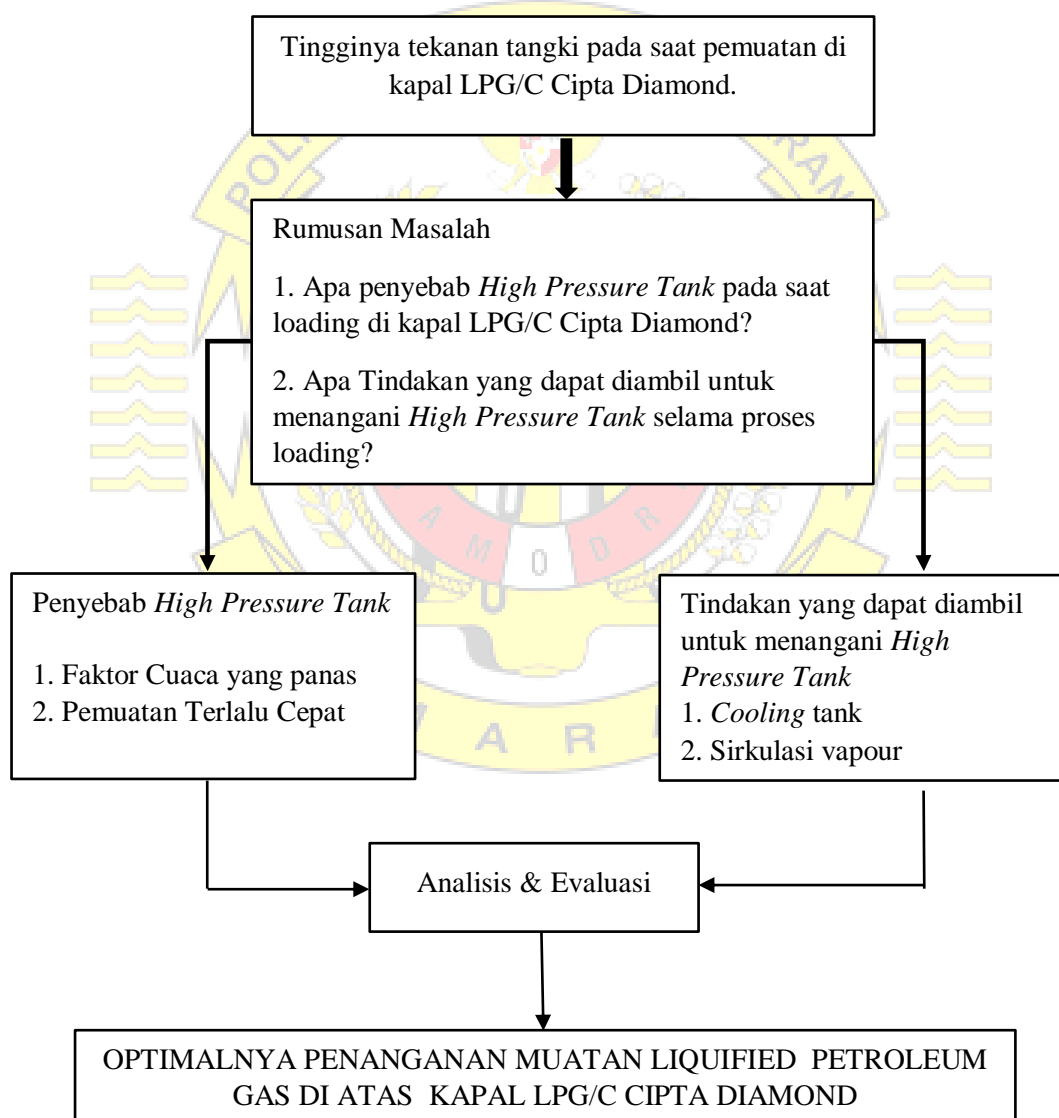 Tingginya tekanan tangki pada saat pemuatan di
kapal LPG/C Cipta Diamond.
Rumusan Masalah
1. Apa penyebab High Pressure Tank pada saat
loading di kapal LPG/C Cipta Diamond?
2. Apa Tindakan yang dapat diambil untuk
menangani High Pressure Tank selama proses
loading?
Penyebab High Pressure Tank
1. Faktor Cuaca yang panas
2. Pemuatan Terlalu Cepat
Tindakan yang dapat diambil
untuk menangani High
Pressure Tank
1. Cooling tank
2. Sirkulasi vapour
Analisis & Evaluasi
OPTIMALNYA PENANGANAN MUATAN LIQUIFIED PETROLEUM
GAS DI ATAS KAPAL LPG/C CIPTA DIAMOND